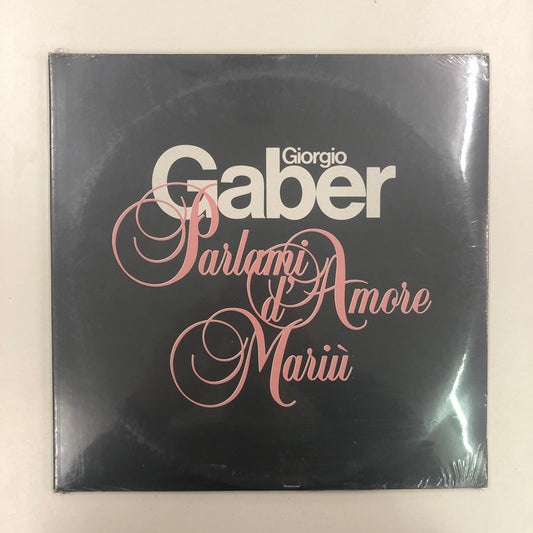 Giorgio
Gaber
Parlami
d'Amore
Mariù